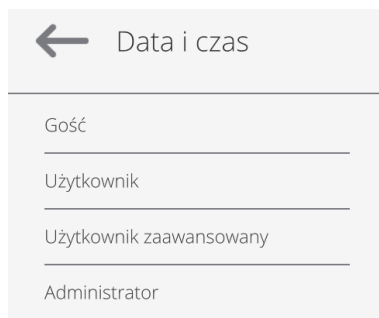 Data i czas
Gość
Użytkownik
Użytkownik zaawansowany
Administrator